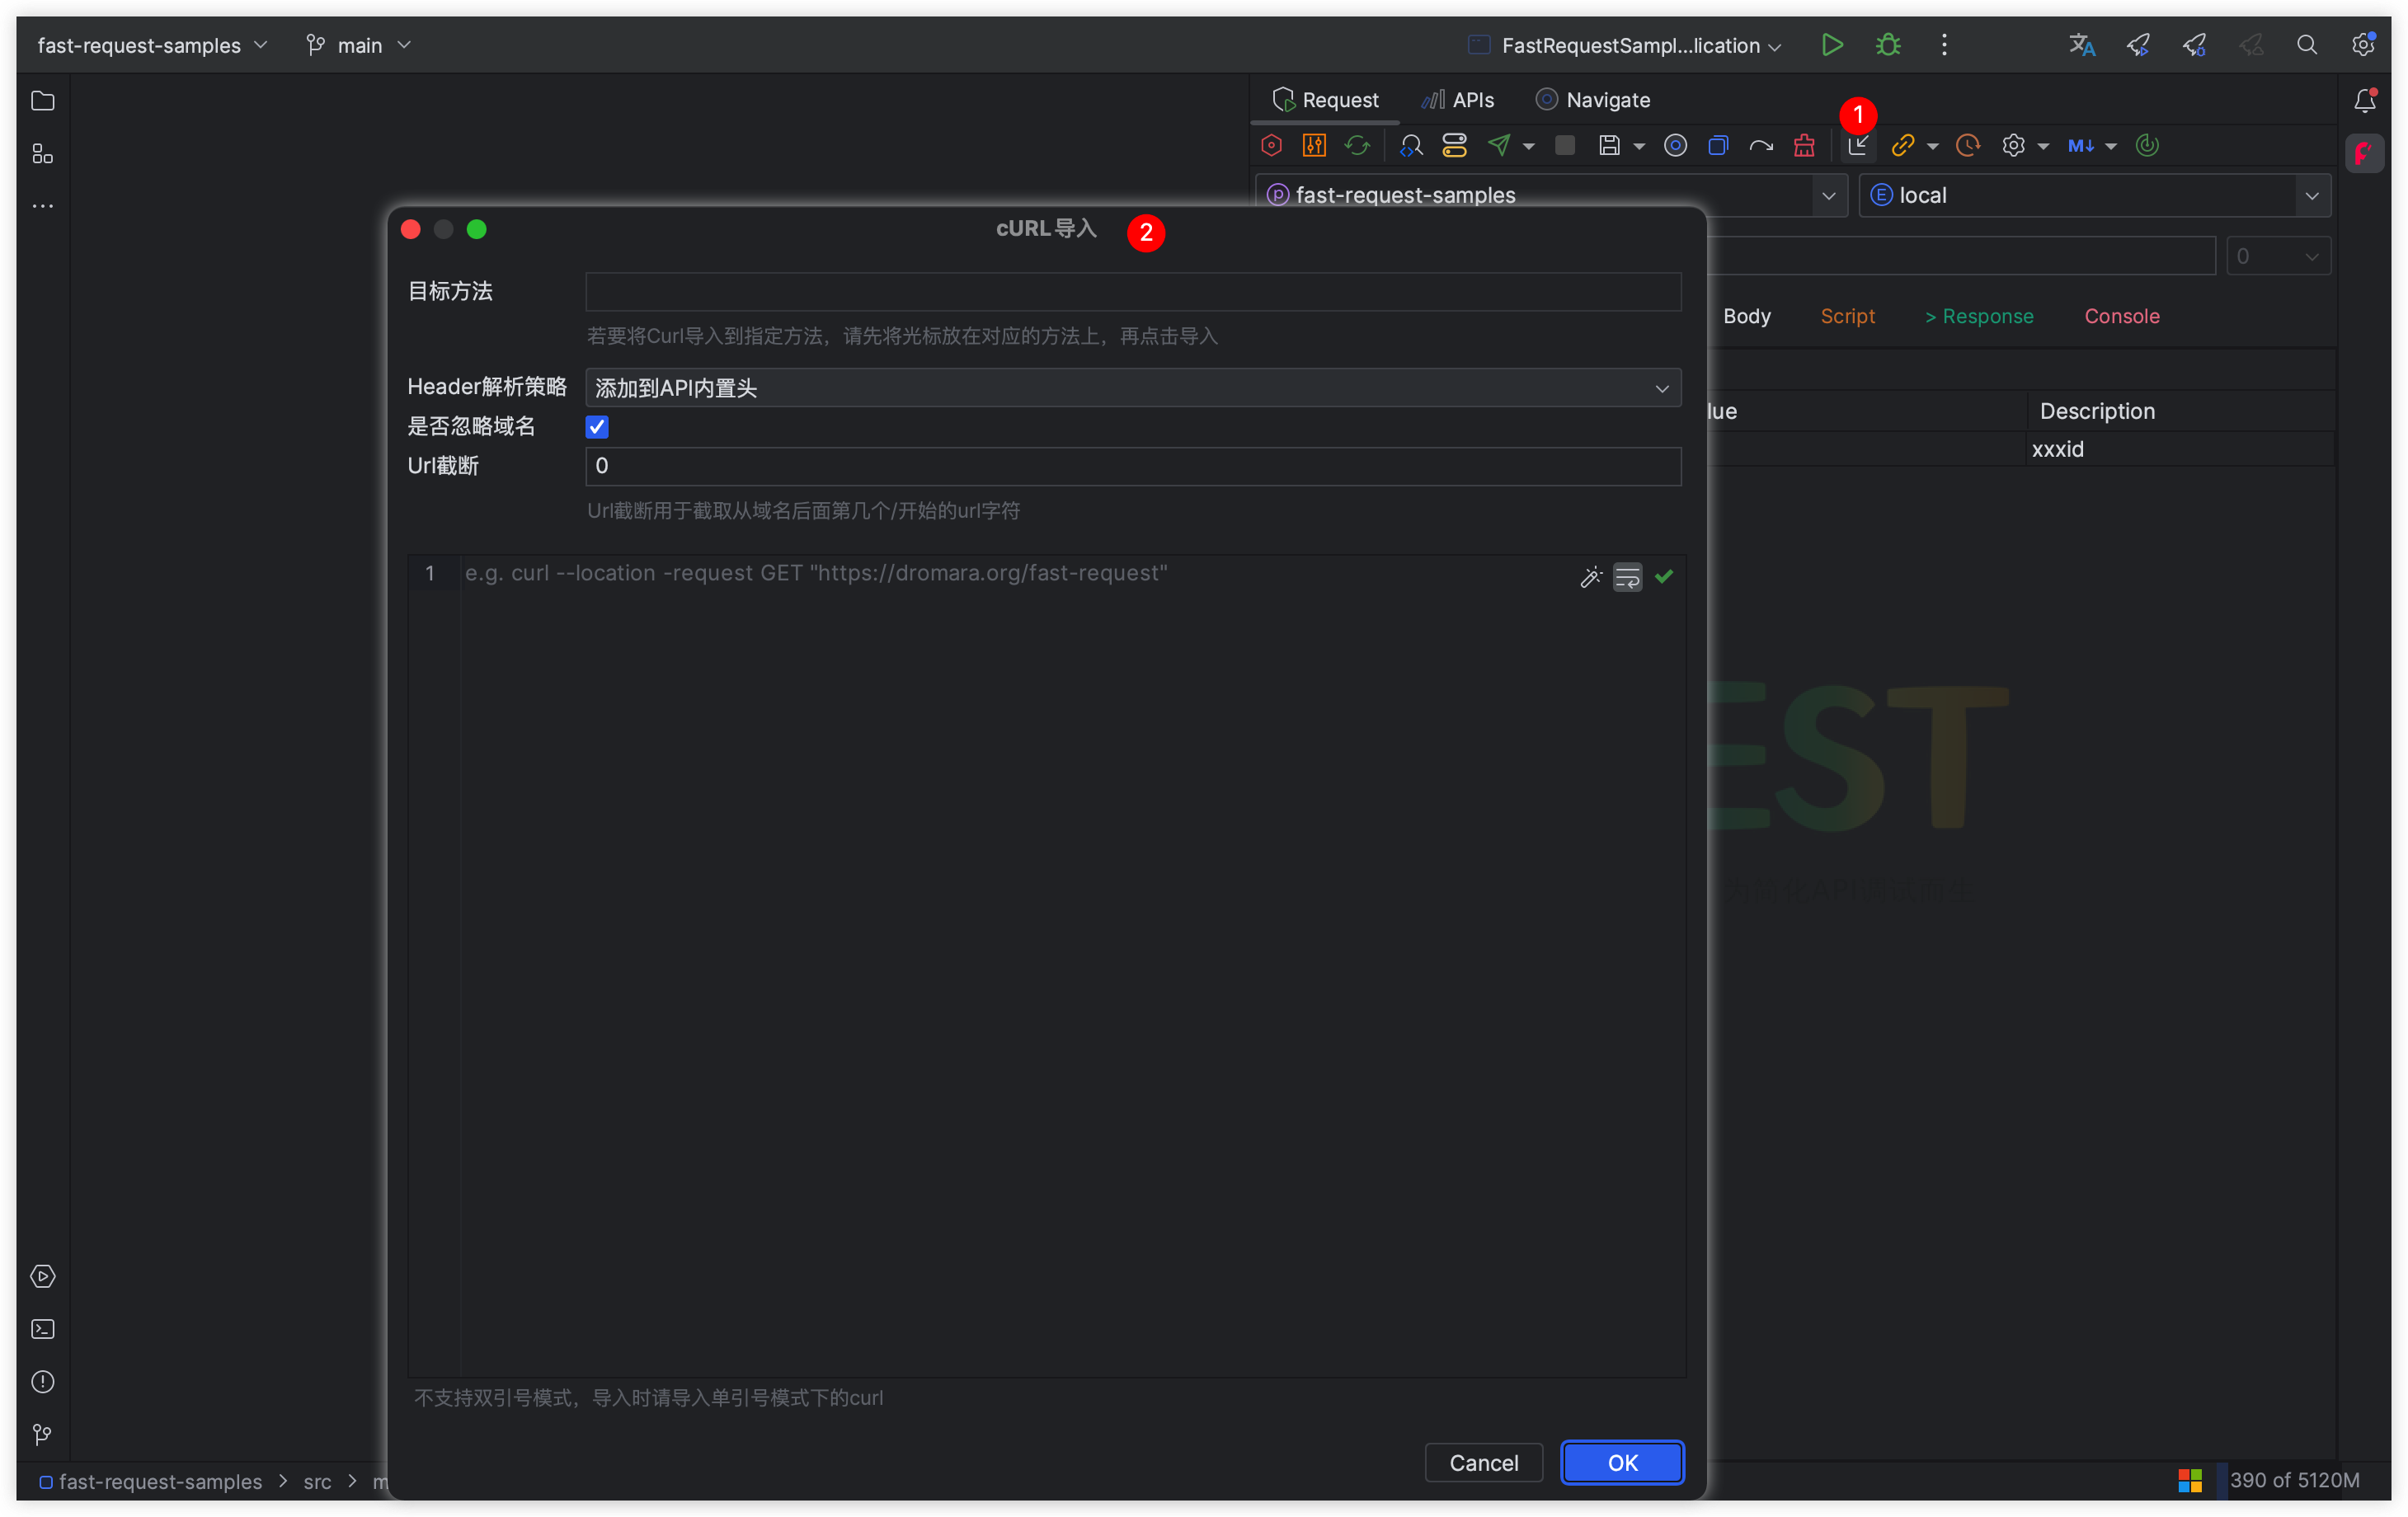 fast-request-samples main FastRequestSampl...lication
Request APIs Navigate
1
M↓
fast-request-samples local
0
Body Script > Response Console
lue Description
xxxid
EST
cURL导入 2
目标方法
若要将Curl导入到指定方法，请先将光标放在对应的方法上，再点击导入
Header解析策略 添加到API内置头
是否忽略域名
Url截断 0
Url截断用于截取从域名后面第几个/开始的url字符
1 e.g. curl --location -request GET "https://dromara.org/fast-request"
不支持双引号模式，导入时请导入单引号模式下的curl
Cancel OK
fast-request-samples > src > m
390 of 5120M